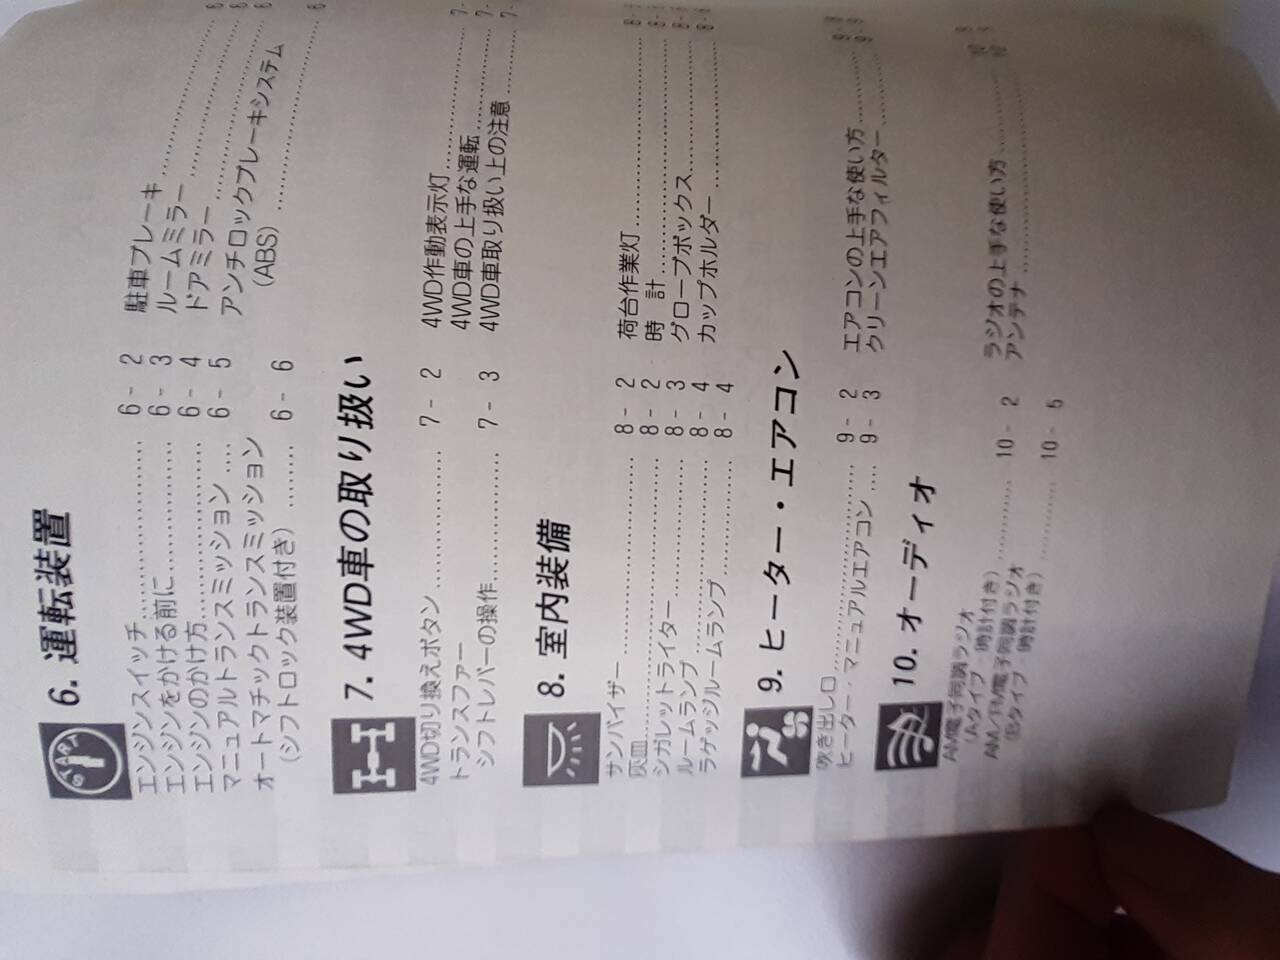 START
6. 運転装置
エンジンスイッチ 6 - 2
エンジンをかける前に 6 - 3
エンジンのかけ方 6 - 4
マニュアルトランスミッション 6 - 5
オートマチックトランスミッション
(シフトロック装置付き) 6 - 6
駐車ブレーキ 6
ルームミラー 6
ドアミラー 6
アンチロックブレーキシステム
(ABS) 6
7. 4WD車の取り扱い
4WD切り換えボタン 7 - 2
トランスファー
シフトレバーの操作 7 - 3
4WD作動表示灯 7-
4WD車の上手な運転 7-
4WD車取り扱い上の注意 7-
8. 室内装備
サンバイザー 8 - 2
灰皿 8 - 2
シガレットライター 8 - 3
ルームランプ 8 - 4
ラゲッジルームランプ 8 - 4
荷台作業灯 8-
時 計 8-
グローブボックス 8-
カップホルダー 8-
9. ヒーター・エアコン
吹き出し口 9 - 2
ヒーター、マニュアルエアコン 9 - 3
エアコンの上手な使い方 9-
クリーンエアフィルター 9-
10. オーディオ
AM電子同調ラジオ
(Aタイプ・時計付き) 10 - 2
AM/FM電子同調ラジオ
(Bタイプ・時計付き) 10 - 5
ラジオの上手な使い方 10
アンテナ 10